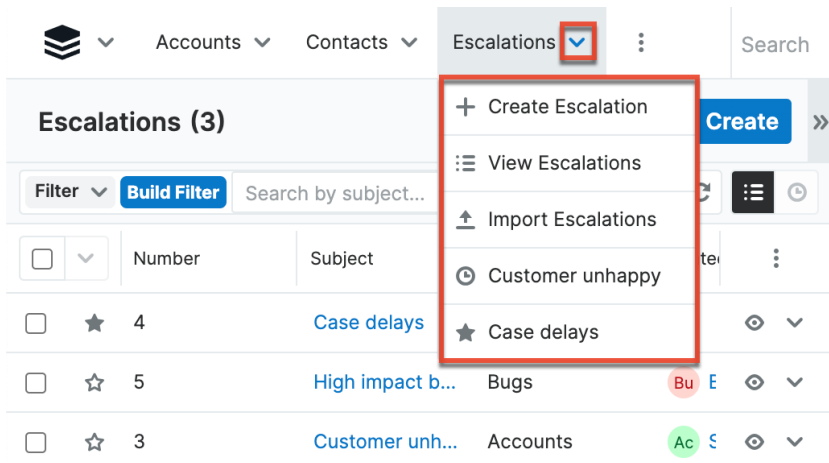 Accounts Contacts Escalations Search
Escalations (3) Create
Filter Build Filter Search by subject...
Create Escalation
View Escalations
Import Escalations
Customer unhappy
Case delays
Number Subject
4 Case delays
5 High impact b... Bugs Bu
3 Customer unh... Accounts Ac